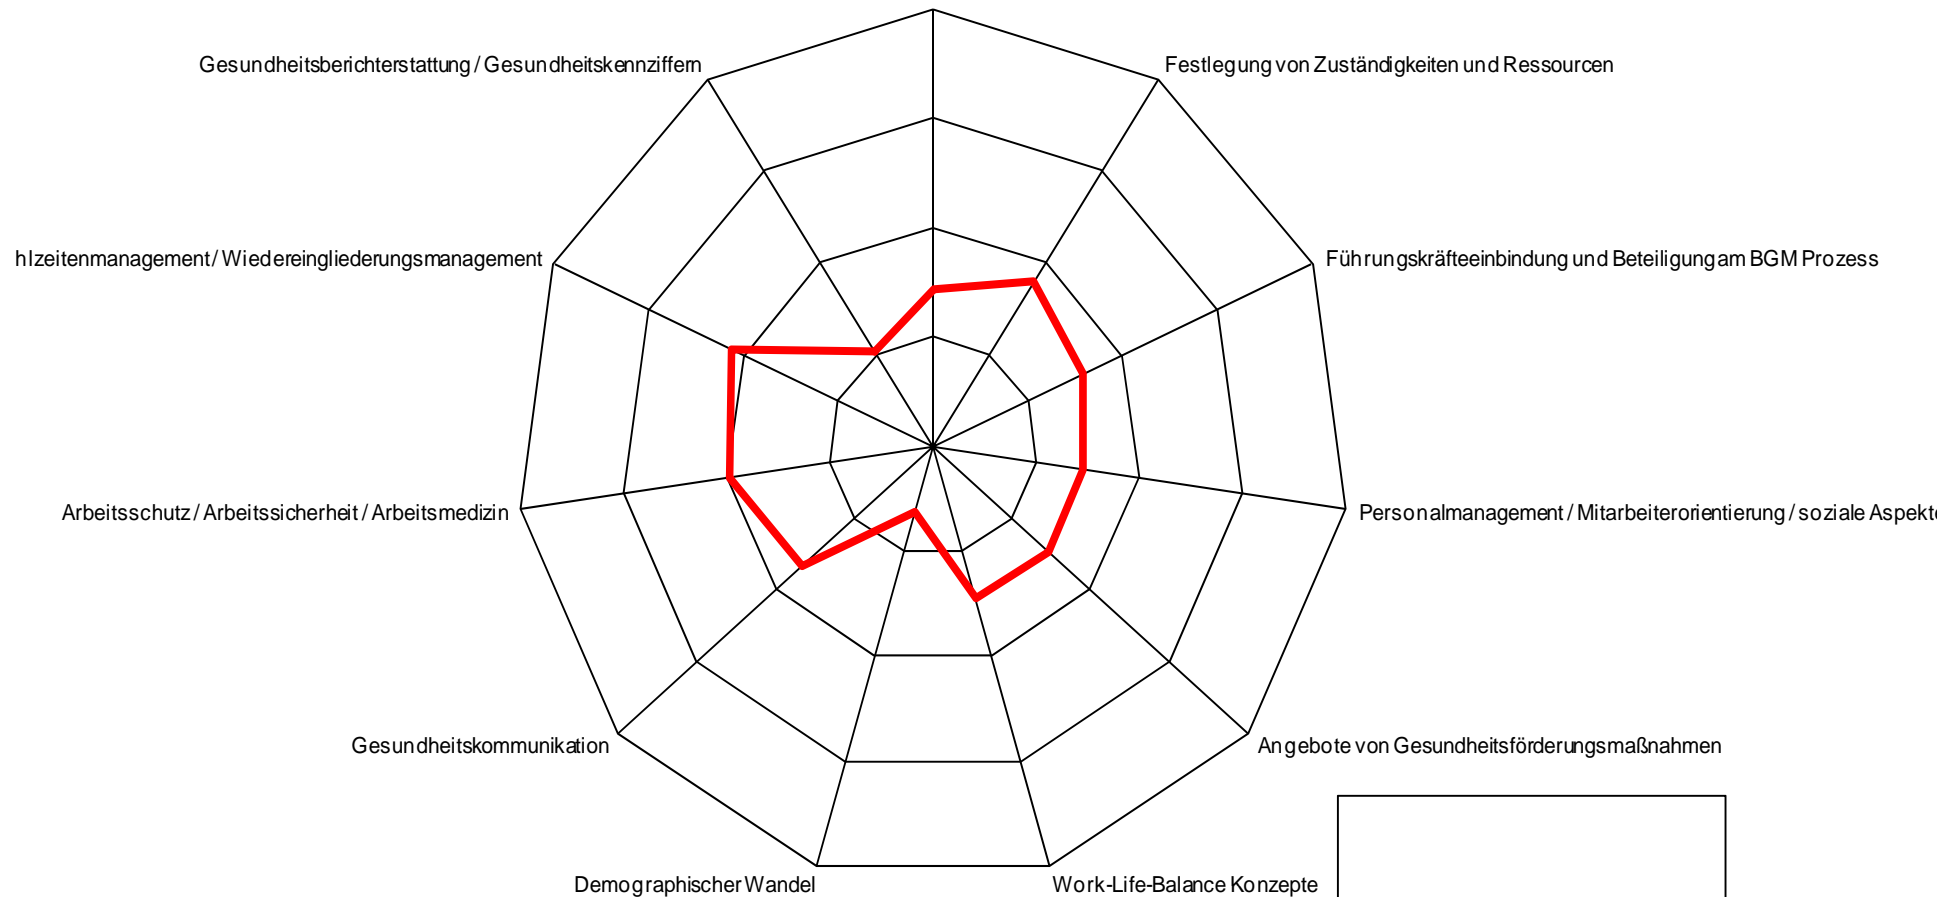 Gesundheitsberichterstattung / Gesundheitskennziffern
Festlegung von Zuständigkeiten und Ressourcen
hlzeitenmanagement / Wiedereingliederungsmanagement
Führungskräfteeinbindung und Beteiligung am BGM Prozess
Arbeitsschutz / Arbeitssicherheit / Arbeitsmedizin
Personalmanagement / Mitarbeiterorientierung / soziale Aspekte
Gesundheitskommunikation
Angebote von Gesundheitsförderungsmaßnahmen
Demographischer Wandel
Work-Life-Balance Konzepte